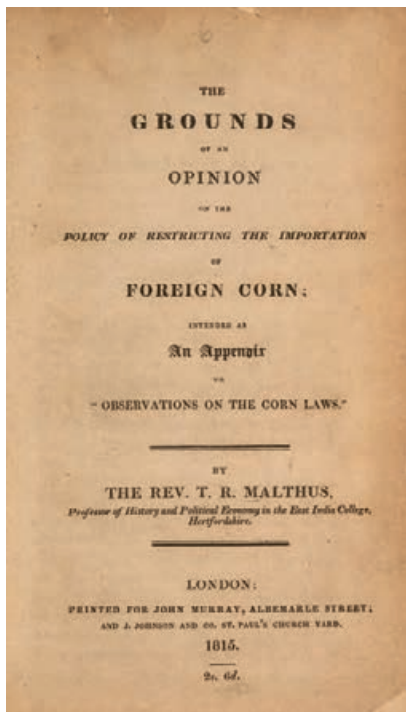 THE
GROUNDS
OF AN
OPINION
ON THE
POLICY OF RESTRICTING THE IMPORTATION
OF
FOREIGN CORN;
INTENDED AS
An Appendix
TO
"OBSERVATIONS ON THE CORN LAWS."
BY
THE REV. T. R. MALTHUS,
Professor of History and Political Economy in the East India College,
Hertfordshire.
LONDON:
PRINTED FOR JOHN MURRAY, ALBEMARLE STREET;
AND J. JOHNSON AND CO. ST. PAUL'S CHURCH YARD.
1815.
2s. 6d.